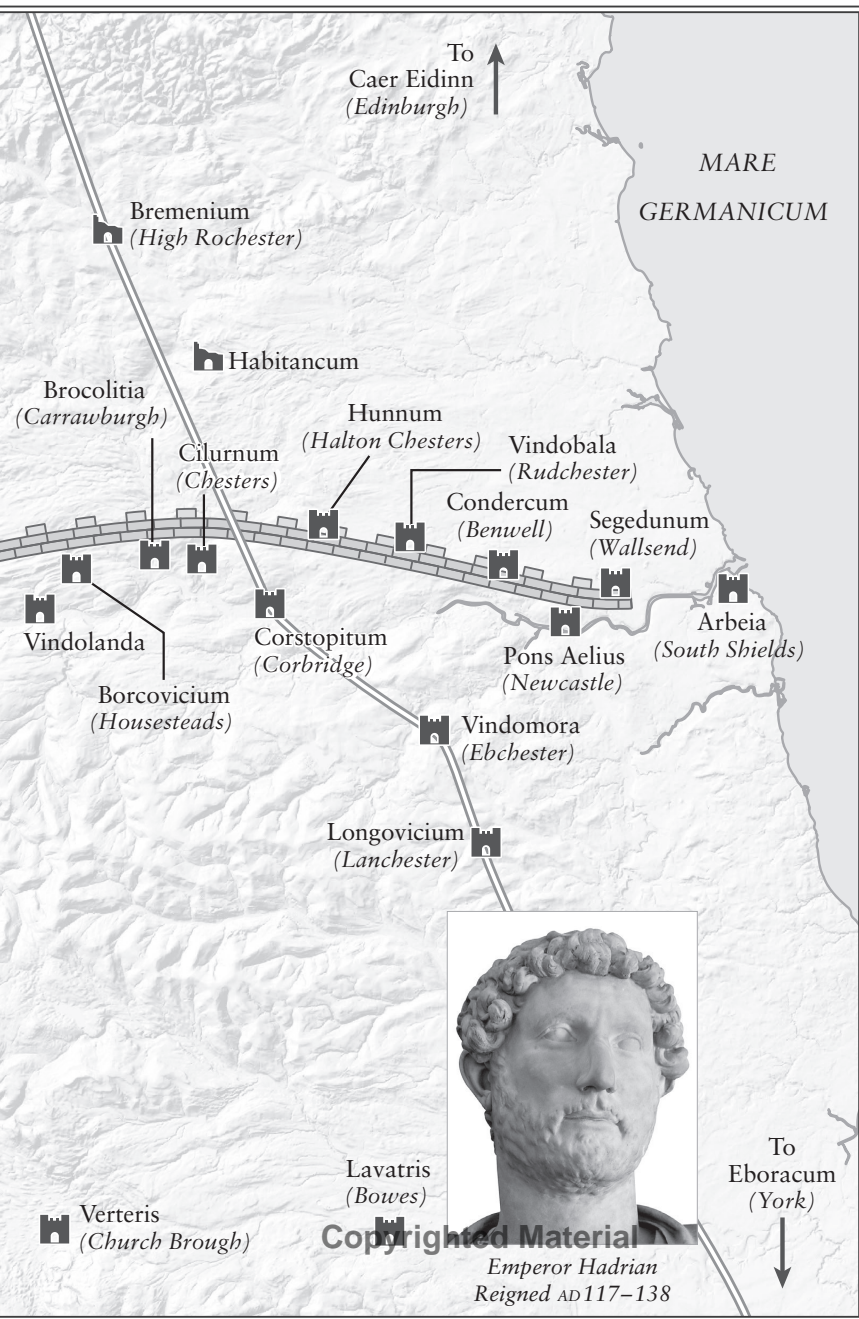 To
Caer Eidinn
(Edinburgh)
MARE
GERMANICUM
Bremenium
(High Rochester)
Habitancum
Brocolitia
(Carrawburgh)
Cilurnum
(Chesters)
Hunnum
(Halton Chesters)
Vindobala
(Rudchester)
Condercum
(Benwell)
Segedunum
(Wallsend)
Vindolanda
Borcovicium
(Housesteads)
Corstopitum
(Corbridge)
Pons Aelius
(Newcastle)
Arbeia
(South Shields)
Vindomora
(Ebchester)
Longovicium
(Lanchester)
Lavatris
(Bowes)
Verteris
(Church Brough)
To
Eboracum
(York)
Copyrighted Material
Emperor Hadrian
Reigned AD 117–138